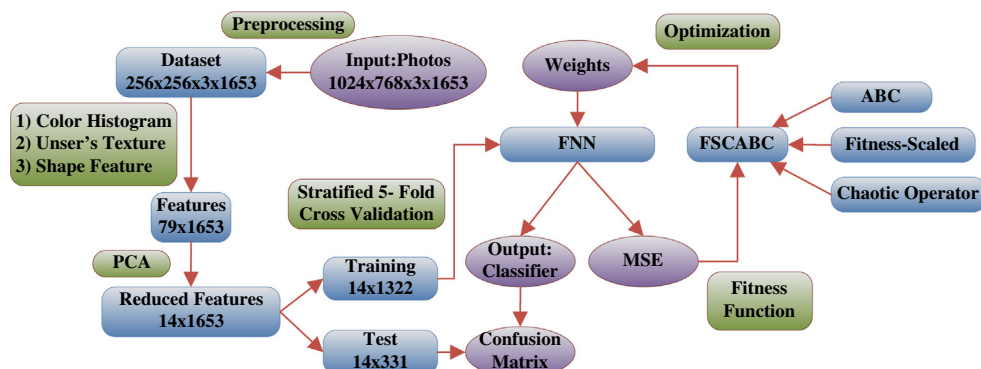 Preprocessing
Dataset
256x256x3x1653
Input:Photos
1024x768x3x1653
1) Color Histogram
2) Unser's Texture
3) Shape Feature
Features
79x1653
PCA
Reduced Features
14x1653
Stratified 5- Fold
Cross Validation
Training
14x1322
Test
14x331
Weights
Optimization
FNN
FSCABC
ABC
Fitness-Scaled
Chaotic Operator
Output:
Classifier
MSE
Fitness
Function
Confusion
Matrix